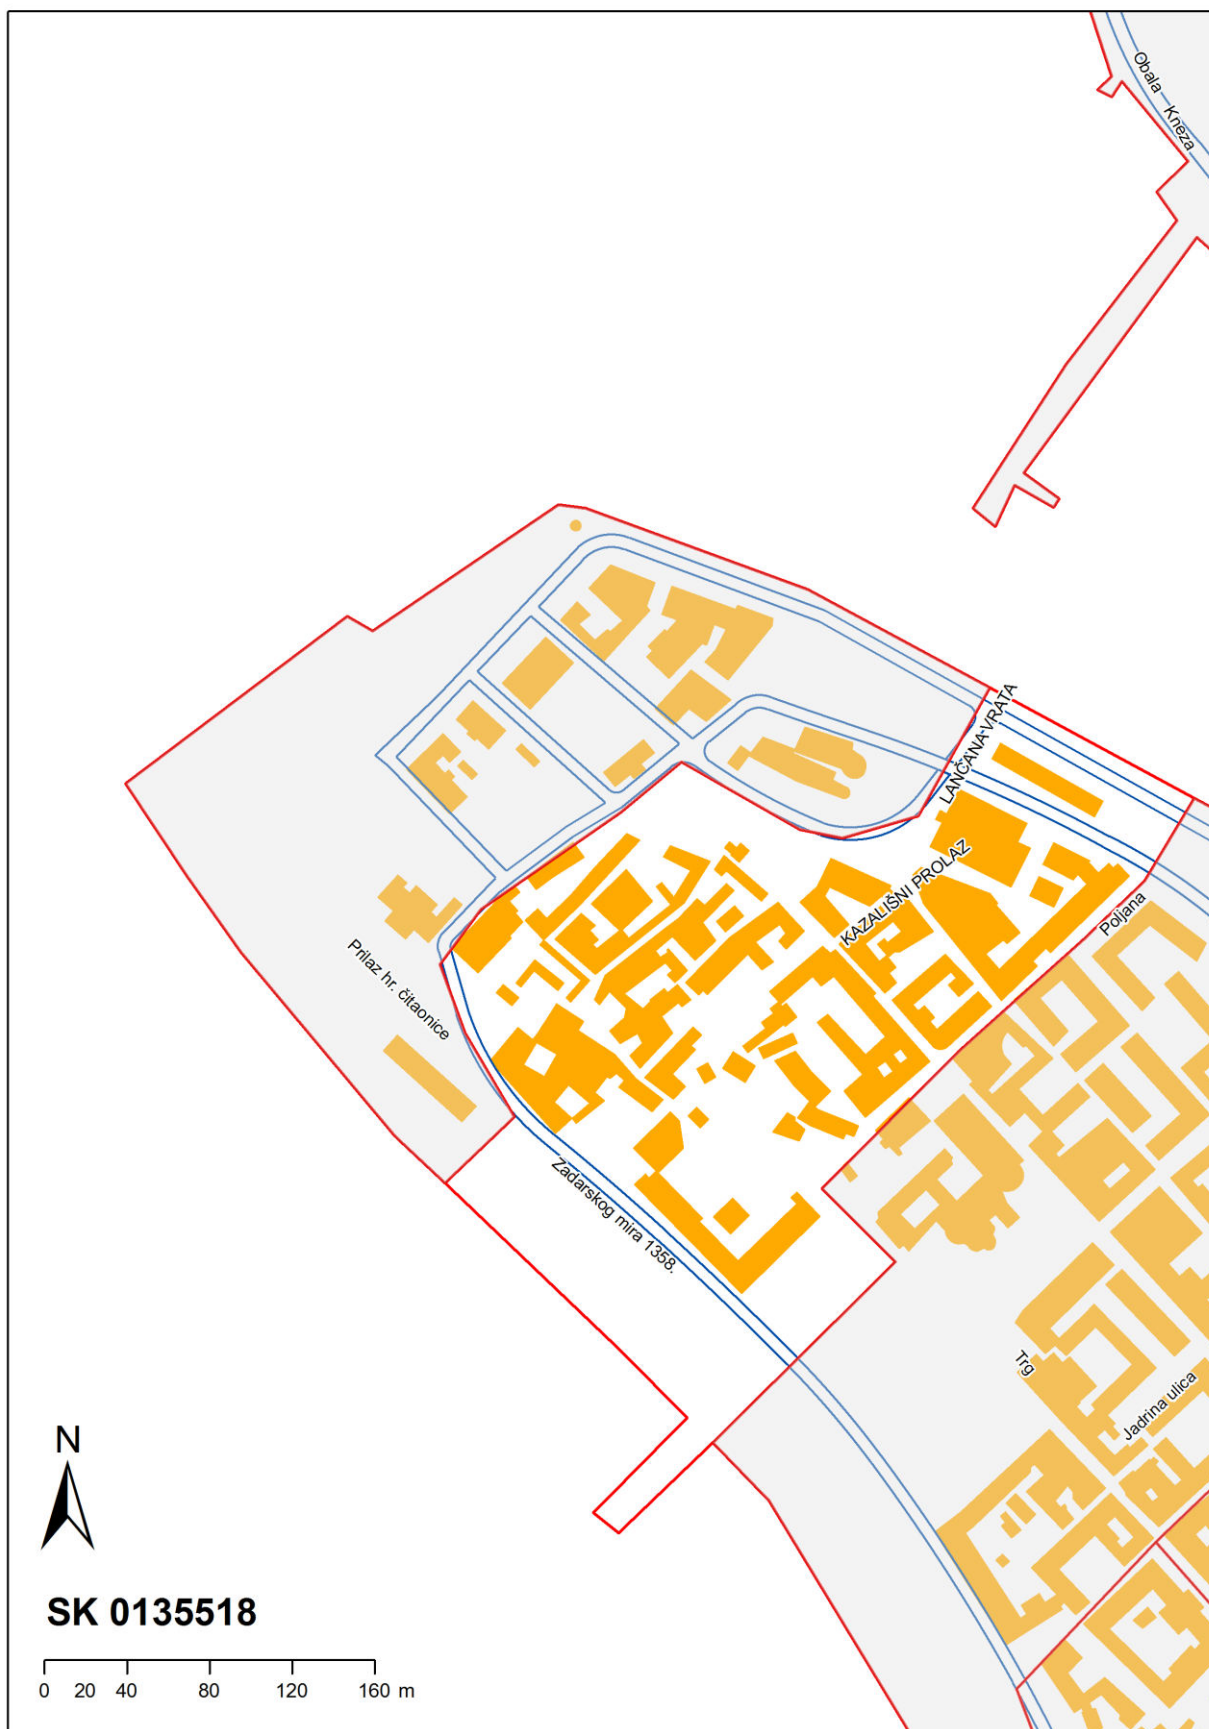 Obala Kneza
LANČANA VRATA
KAZALIŠNI PROLAZ
Poljana
Prilaz hr. čitaonice
Zadarskog mira 1358.
Trg
Jadrina ulica
N
SK 0135518
0 20 40 80 120 160 m